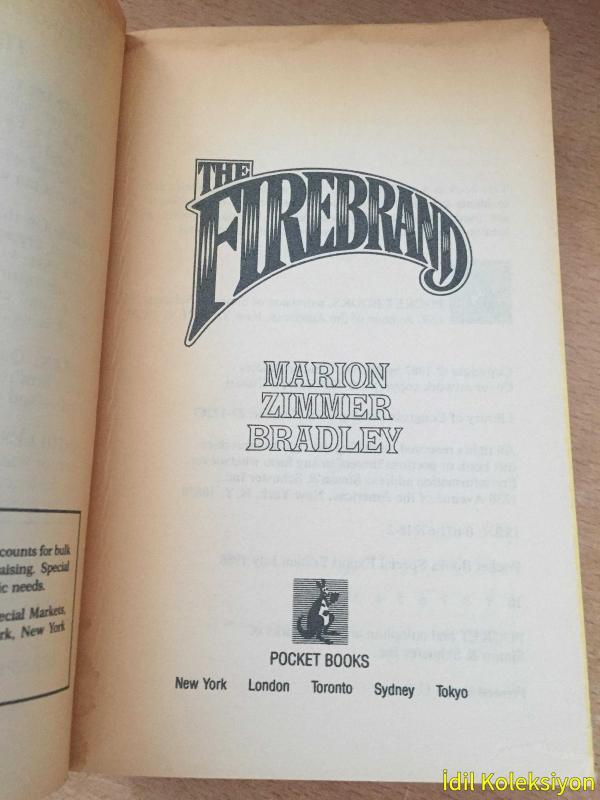 counts for bulk
aising. Special
ic needs.
ecial Markets,
rk, New York
THE
FIREBRAND
MARION
ZIMMER
BRADLEY
POCKET BOOKS
New York London Toronto Sydney Tokyo
İdil Koleksiyon